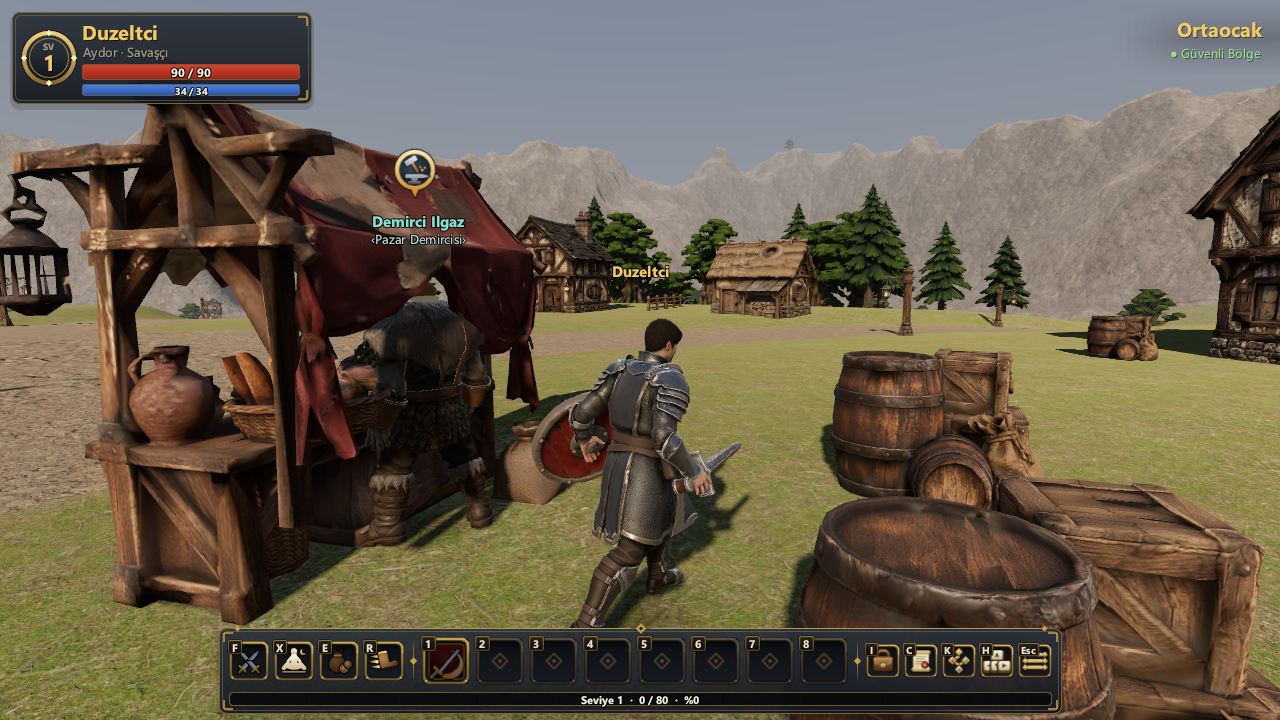 SV
1
Duzeltci
Aydor · Savaşçı
90 / 90
34 / 34
Ortaocak
Güvenli Bölge
Demirci Ilgaz
‹Pazar Demircisi›
Duzeltci
F X E R 1 2 3 4 5 6 7 8 I C K H Esc
Seviye 1 · 0 / 80 · %0